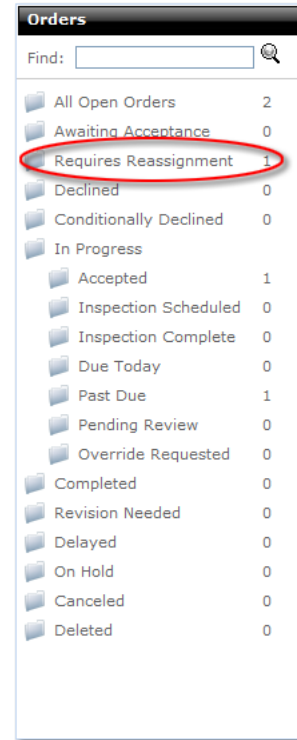 Orders
Find:
All Open Orders 2
Awaiting Acceptance 0
Requires Reassignment 1
Declined 0
Conditionally Declined 0
In Progress
Accepted 1
Inspection Scheduled 0
Inspection Complete 0
Due Today 0
Past Due 1
Pending Review 0
Override Requested 0
Completed 0
Revision Needed 0
Delayed 0
On Hold 0
Canceled 0
Deleted 0